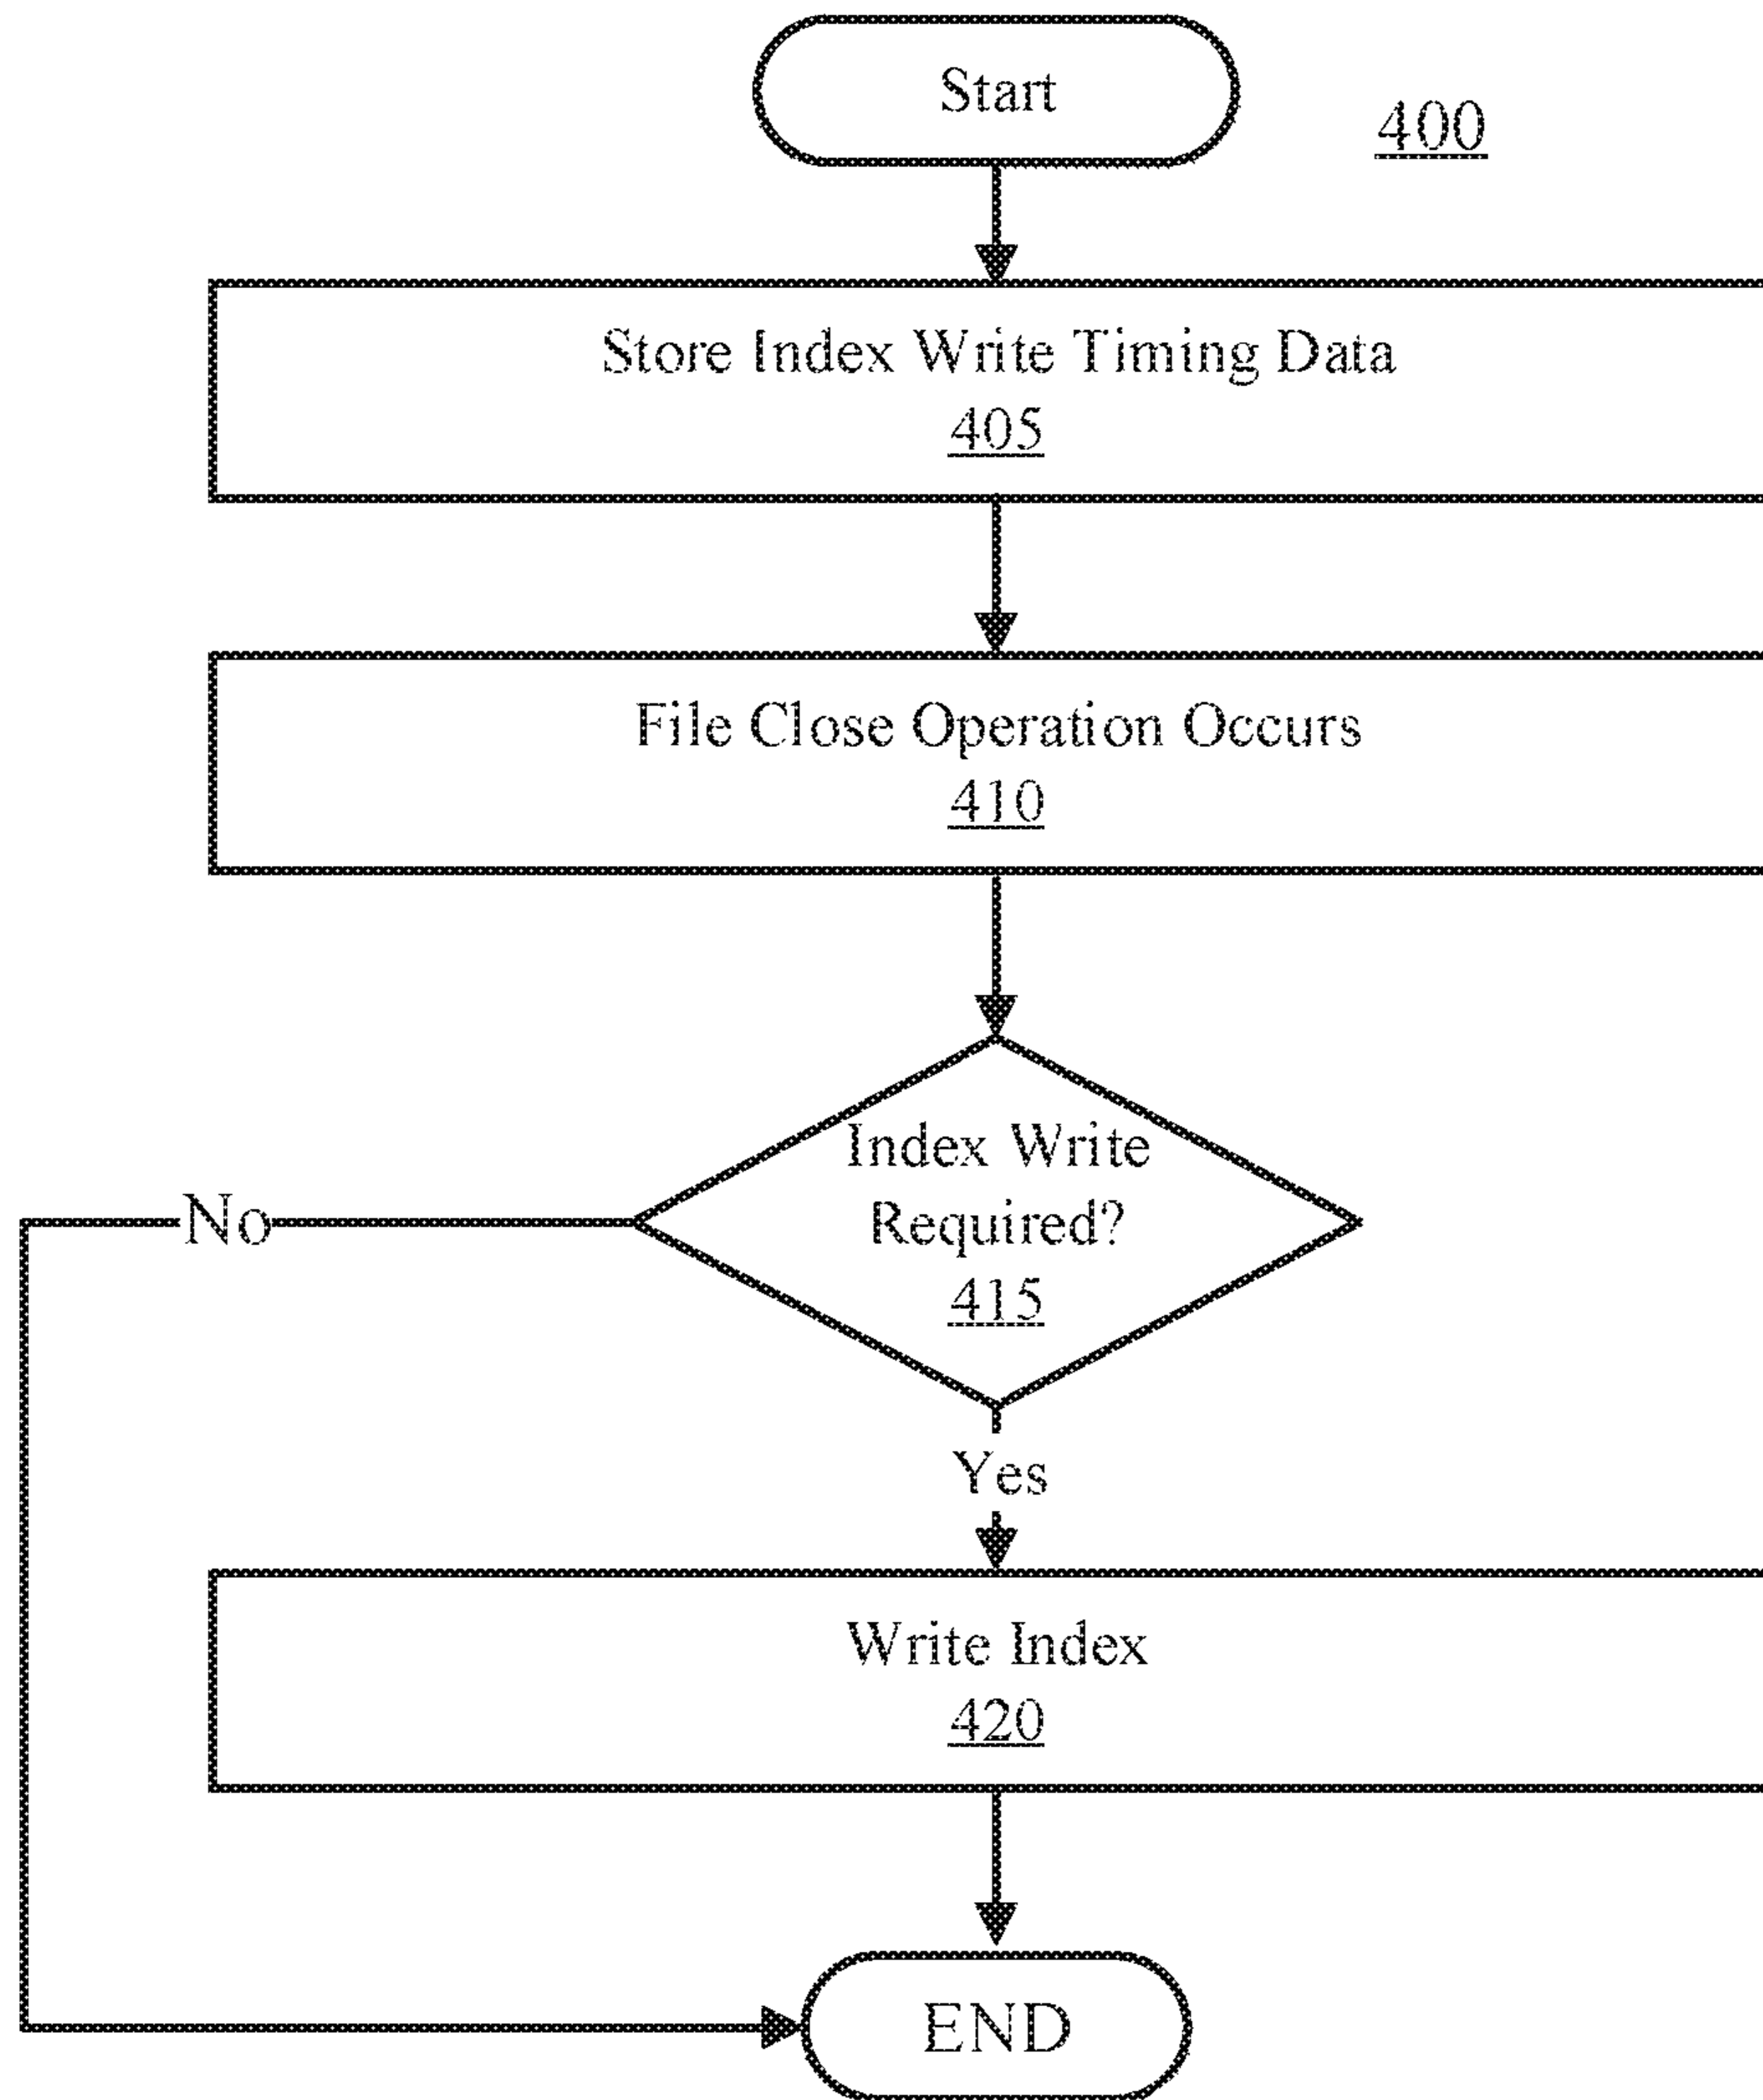 Start
400
Store Index Write Timing Data
405
File Close Operation Occurs
410
Index Write
Required?
415
No
Yes
Write Index
420
END